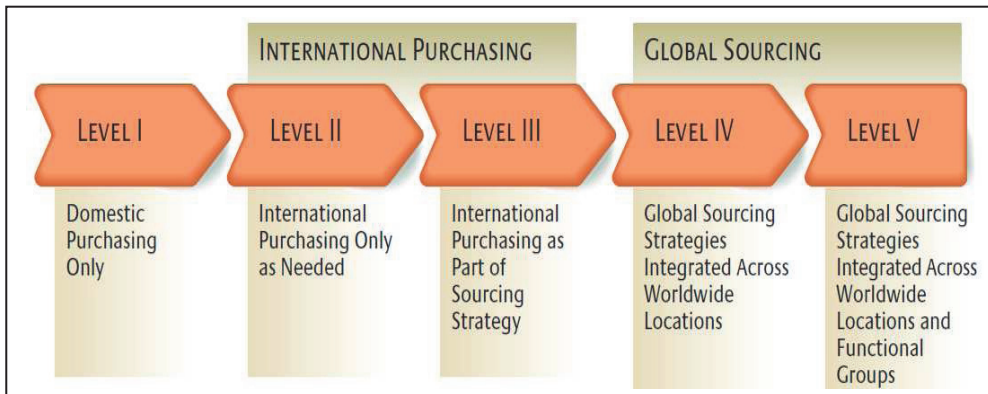 INTERNATIONAL PURCHASING
GLOBAL SOURCING
LEVEL I
LEVEL II
LEVEL III
LEVEL IV
LEVEL V
Domestic
Purchasing
Only
International
Purchasing Only
as Needed
International
Purchasing as
Part of
Sourcing
Strategy
Global Sourcing
Strategies
Integrated Across
Worldwide
Locations
Global Sourcing
Strategies
Integrated Across
Worldwide
Locations and
Functional
Groups